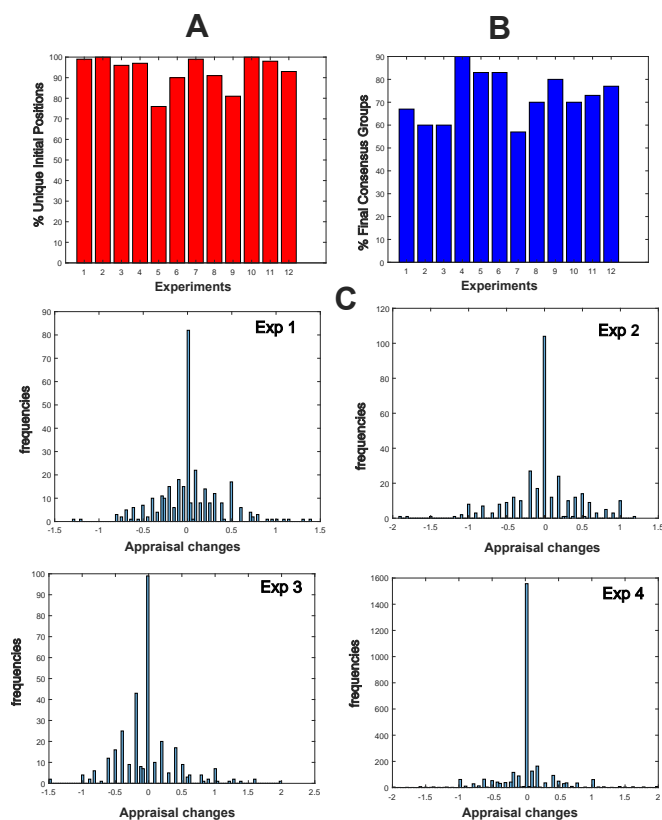 A
B
100
90
80
70
60
50
40
30
20
10
0
% Unique Initial Positions
1 2 3 4 5 6 7 8 9 10 11 12
Experiments
90
80
70
60
50
40
30
20
10
0
% Final Consensus Groups
1 2 3 4 5 6 7 8 9 10 11 12
Experiments
C
Exp 1
90
80
70
60
50
40
30
20
10
0
frequencies
-1.5 -1 -0.5 0 0.5 1 1.5
Appraisal changes
Exp 2
120
100
80
60
40
20
0
frequencies
-2 -1.5 -1 -0.5 0 0.5 1 1.5
Appraisal changes
Exp 3
100
90
80
70
60
50
40
30
20
10
0
frequencies
-1.5 -1 -0.5 0 0.5 1 1.5 2 2.5
Appraisal changes
Exp 4
1600
1400
1200
1000
800
600
400
200
0
frequencies
-2 -1.5 -1 -0.5 0 0.5 1 1.5 2
Appraisal changes